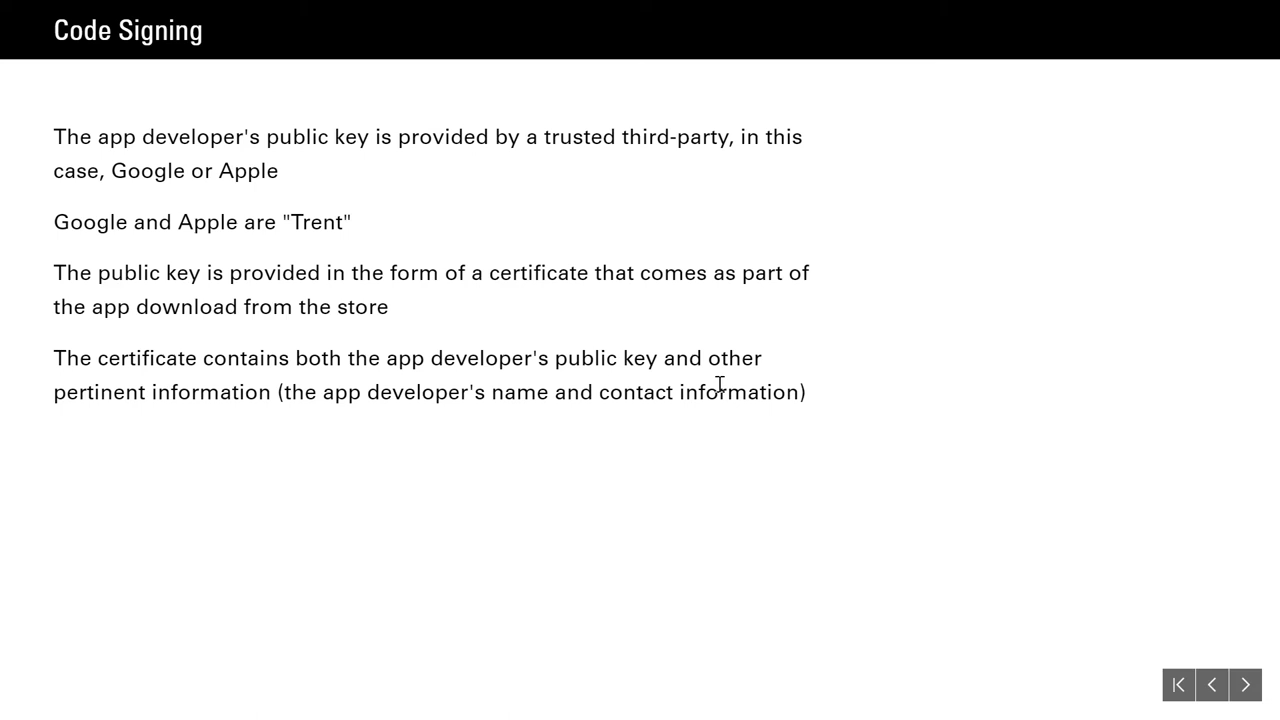 Code Signing
The app developer's public key is provided by a trusted third-party, in this
case, Google or Apple
Google and Apple are "Trent"
The public key is provided in the form of a certificate that comes as part of
the app download from the store
The certificate contains both the app developer's public key and other
pertinent information (the app developer's name and contact information)